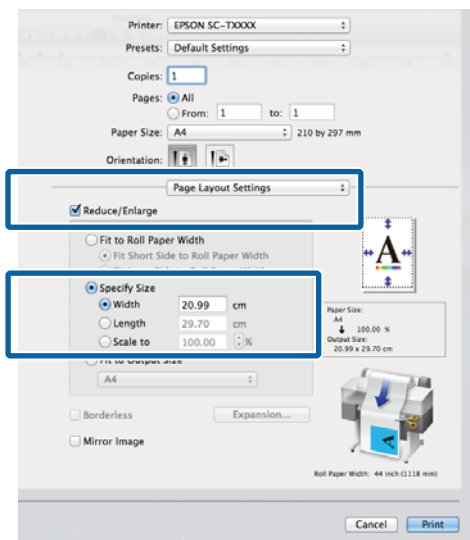 Printer: EPSON SC-TXXXX
Presets: Default Settings
Copies: 1
Pages: All
From: 1 to: 1
Paper Size: A4 210 by 297 mm
Orientation:
Page Layout Settings
Reduce/Enlarge
Fit to Roll Paper Width
Fit Short Side to Roll Paper Width
Specify Size
Width 20.99 cm
Length 29.70 cm
Scale to 100.00 %
Fit to Output Size
A4
Borderless Expansion...
Mirror Image
A
Paper Size:
A4
100.00 %
Output Size:
20.99 x 29.70 cm
Roll Paper Width: 44 inch (1118 mm)
Cancel Print